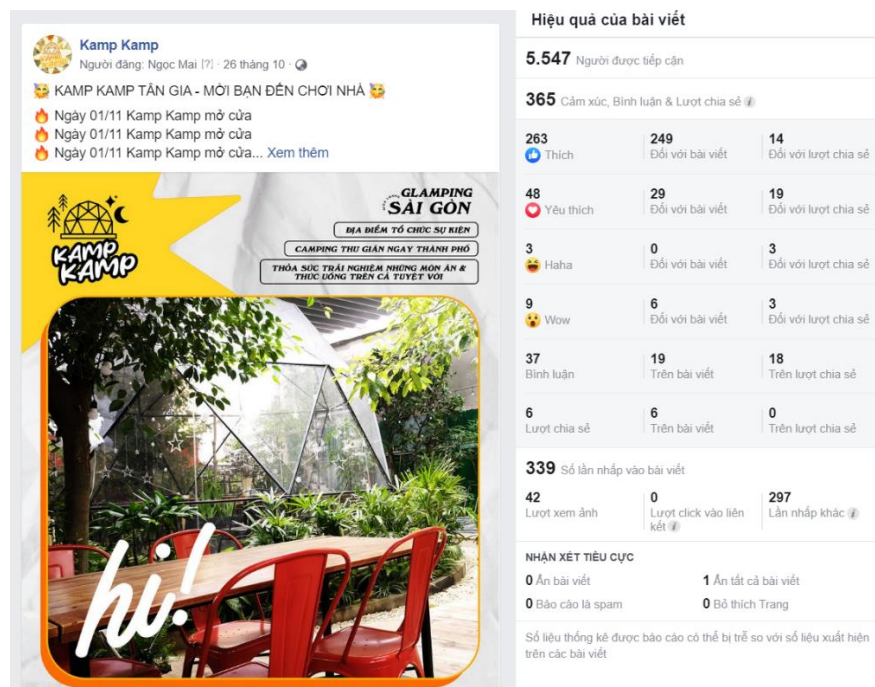 Kamp Kamp
Người đăng: Ngoc Mai [?] · 26 tháng 10 ·
KAMP KAMP TÂN GIA - MỜI BẠN ĐẾN CHƠI NHÀ
Ngày 01/11 Kamp Kamp mở cửa
Ngày 01/11 Kamp Kamp mở cửa
Ngày 01/11 Kamp Kamp mở cửa... Xem thêm
KAMP
KAMP
GLAMPING
SÀI GÒN
ĐỊA ĐIỂM TỔ CHỨC SỰ KIỆN
CAMPING THƯ GIÃN NGAY THÀNH PHỐ
THỎA SỨC TRẢI NGHIỆM NHỮNG MÓN ĂN &
THỨC UỐNG TRÊN CẢ TUYỆT VỜI
hi!
Hiệu quả của bài viết
5.547 Người được tiếp cận
365 Cảm xúc, Bình luận & Lượt chia sẻ
263 249 14
Thích Đối với bài viết Đối với lượt chia sẻ
48 29 19
Yêu thích Đối với bài viết Đối với lượt chia sẻ
3 0 3
Haha Đối với bài viết Đối với lượt chia sẻ
9 6 3
Wow Đối với bài viết Đối với lượt chia sẻ
37 19 18
Bình luận Trên bài viết Trên lượt chia sẻ
6 6 0
Lượt chia sẻ Trên bài viết Trên lượt chia sẻ
339 Số lần nhấp vào bài viết
42 0 297
Lượt xem ảnh Lượt click vào liên kết Lần nhấp khác
NHẬN XÉT TIÊU CỰC
0 Ẩn bài viết 1 Ẩn tất cả bài viết
0 Báo cáo là spam 0 Bỏ thích Trang
Số liệu thống kê được báo cáo có thể bị trễ so với số liệu xuất hiện
trên các bài viết